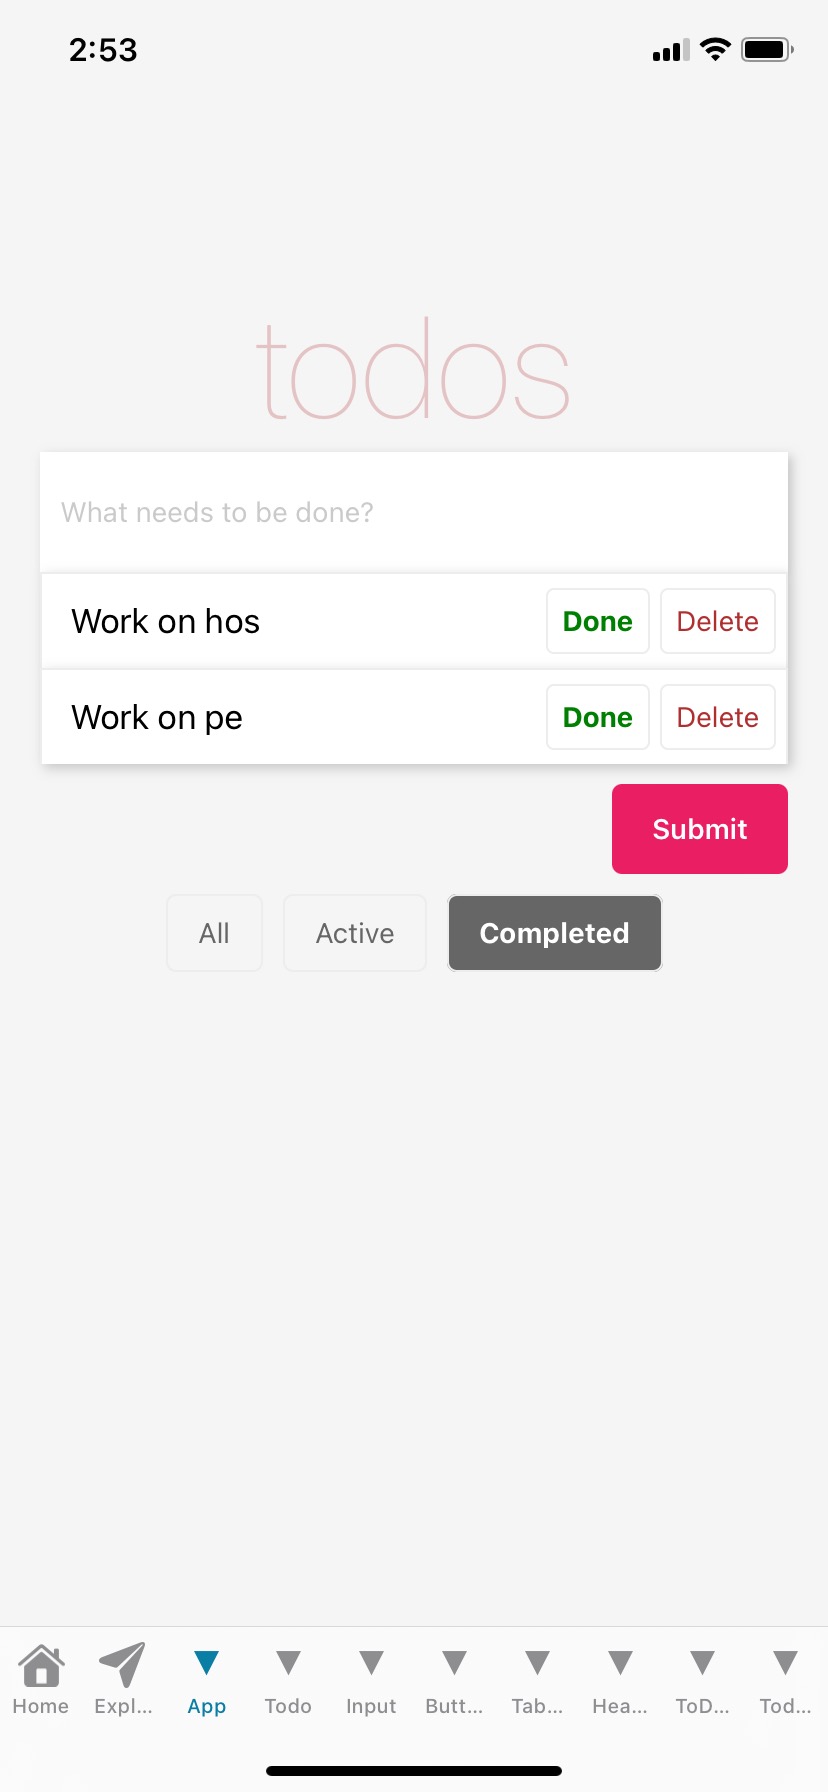 2:53
todos
What needs to be done?
Work on hos Done Delete
Work on pe Done Delete
Submit
All Active Completed
Home Expl... App Todo Input Butt... Tab... Hea... ToD... Tod...